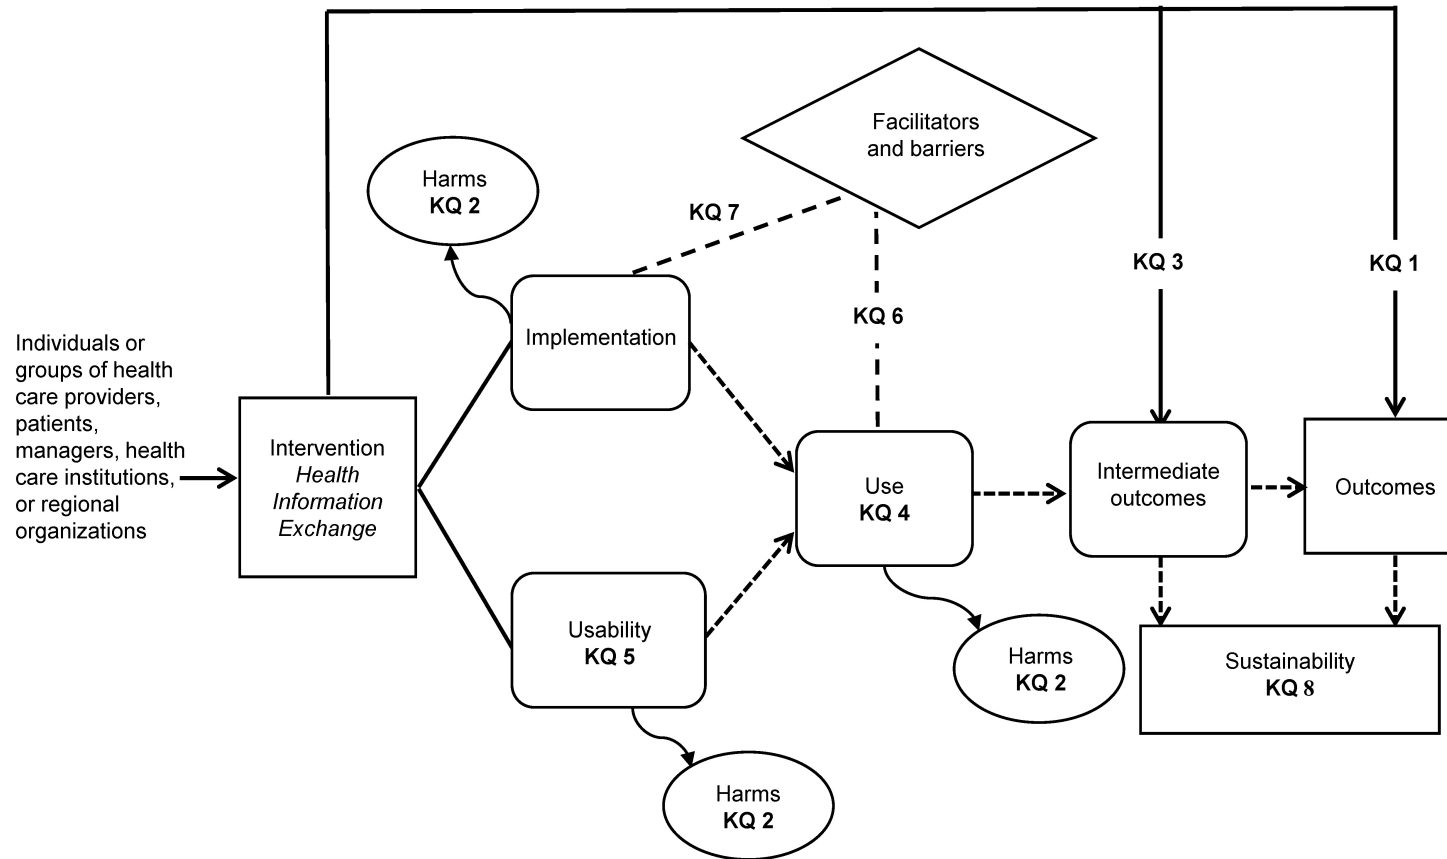 Individuals or
groups of health
care providers,
patients,
managers, health
care institutions,
or regional
organizations
Intervention
Health
Information
Exchange
Harms
KQ 2
Implementation
Usability
KQ 5
Harms
KQ 2
KQ 7
Facilitators
and barriers
KQ 6
Use
KQ 4
Harms
KQ 2
KQ 3
Intermediate
outcomes
KQ 1
Outcomes
Sustainability
KQ 8